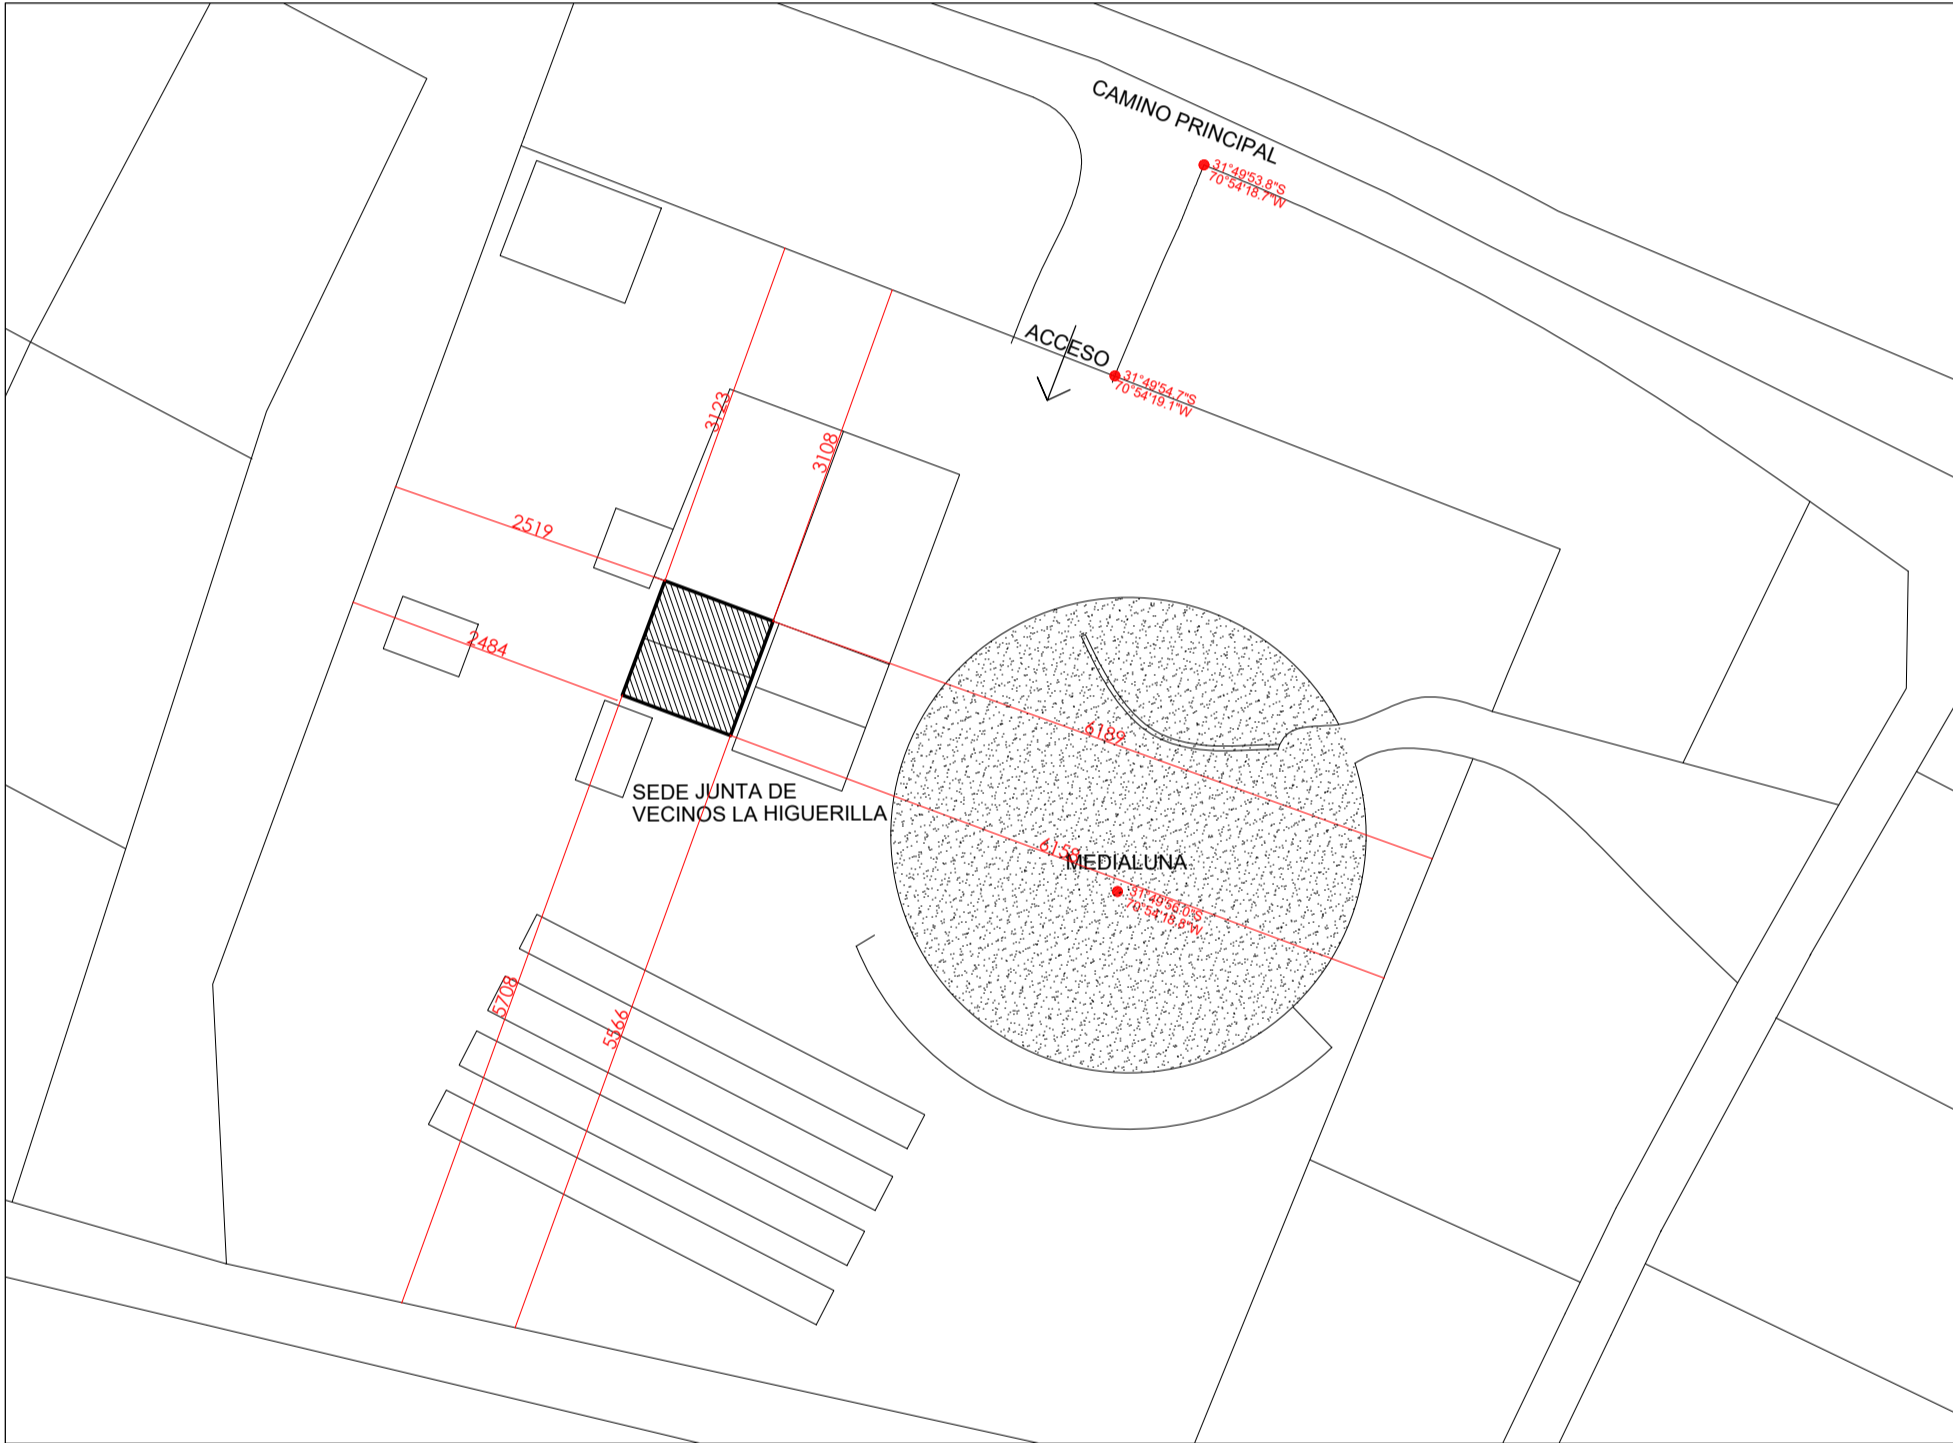 CAMINO PRINCIPAL
31°49'53.8"S
70°54'18.7"W
ACCESO
31°49'54.7"S
70°54'19.1"W
3123
3108
2519
2484
6189
SEDE JUNTA DE
VECINOS LA HIGUERILLA
6158
MEDIALUNA
31°49'56.0"S
70°54'18.8"W
5708
5566